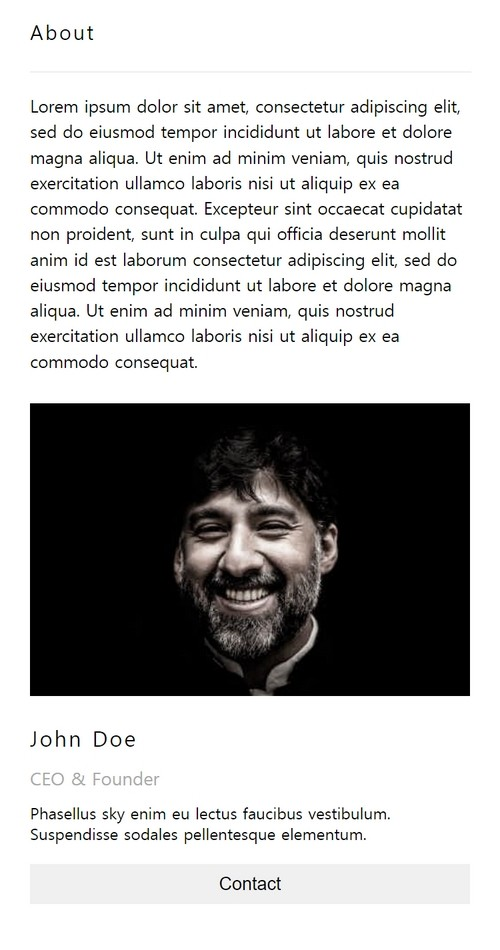 About
Lorem ipsum dolor sit amet, consectetur adipiscing elit,
sed do eiusmod tempor incididunt ut labore et dolore
magna aliqua. Ut enim ad minim veniam, quis nostrud
exercitation ullamco laboris nisi ut aliquip ex ea
commodo consequat. Excepteur sint occaecat cupidatat
non proident, sunt in culpa qui officia deserunt mollit
anim id est laborum consectetur adipiscing elit, sed do
eiusmod tempor incididunt ut labore et dolore magna
aliqua. Ut enim ad minim veniam, quis nostrud
exercitation ullamco laboris nisi ut aliquip ex ea
commodo consequat.
John Doe
CEO & Founder
Phasellus sky enim eu lectus faucibus vestibulum.
Suspendisse sodales pellentesque elementum.
Contact